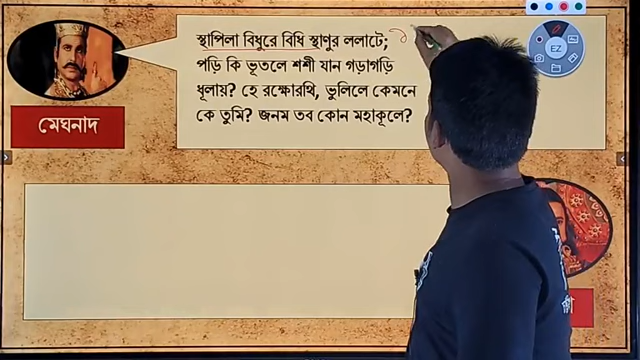 স্থাপিলা বিধুরে বিধি স্থাণুর ললাটে;
পড়ি কি ভূতলে শশী যান গড়াগড়ি
ধূলায়? হে রক্ষোরথি, ভুলিলে কেমনে
কে তুমি? জনম তব কোন মহাকূলে?
মেঘনাদ
EZ